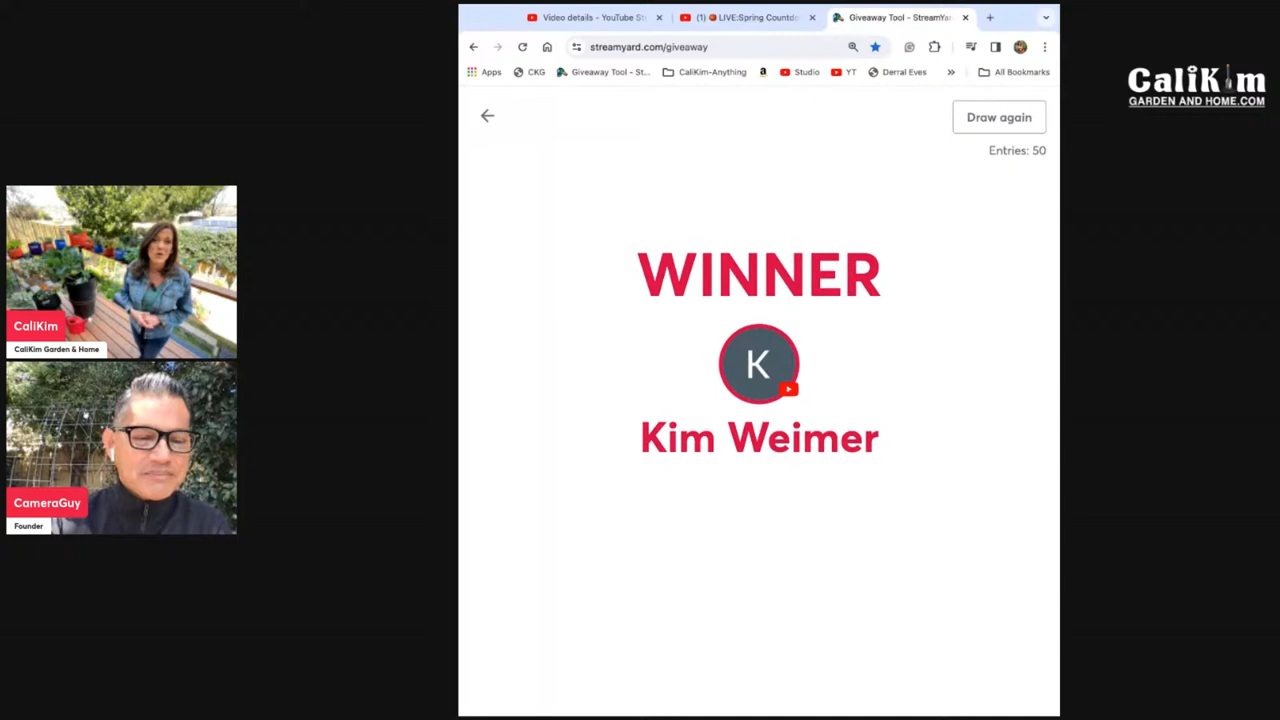 Video details - YouTube St
(1) LIVE:Spring Countdo
Giveaway Tool - StreamYar
streamyard.com/giveaway
Apps
CKG
Giveaway Tool - St...
CaliKim-Anything
Studio
YT
Derral Eves
»
All Bookmarks
CaliKim
GARDEN AND HOME.COM
Draw again
Entries: 50
WINNER
K
Kim Weimer
CaliKim
CaliKim Garden & Home
CameraGuy
Founder